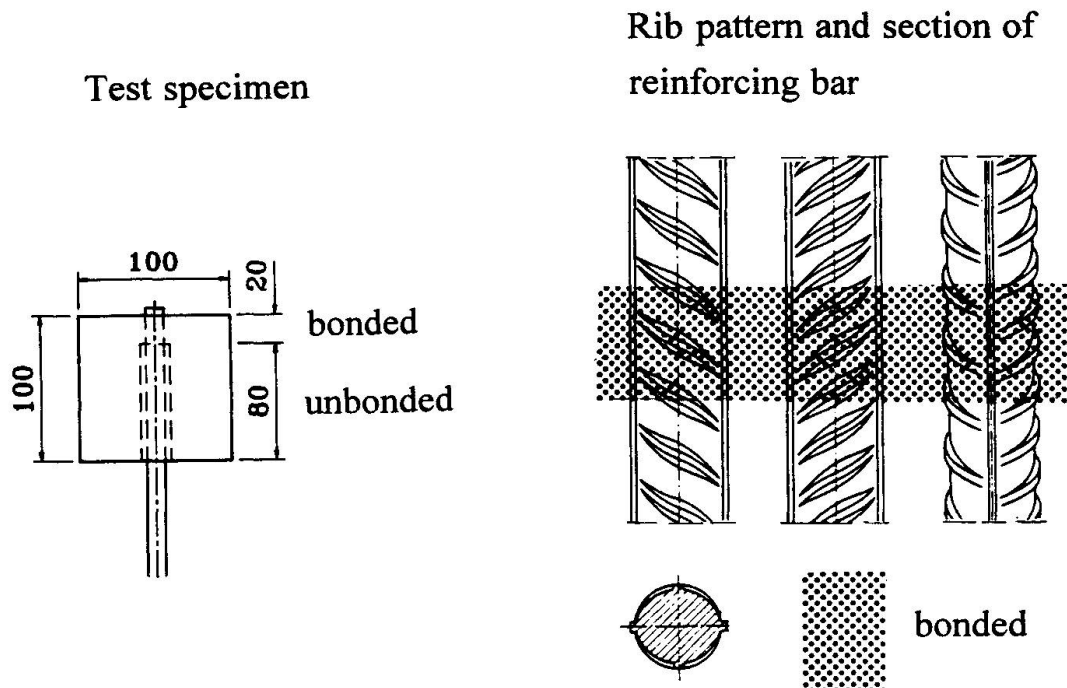 Rib pattern and section of
reinforcing bar
Test specimen
100
20
bonded
100
80
unbonded
bonded